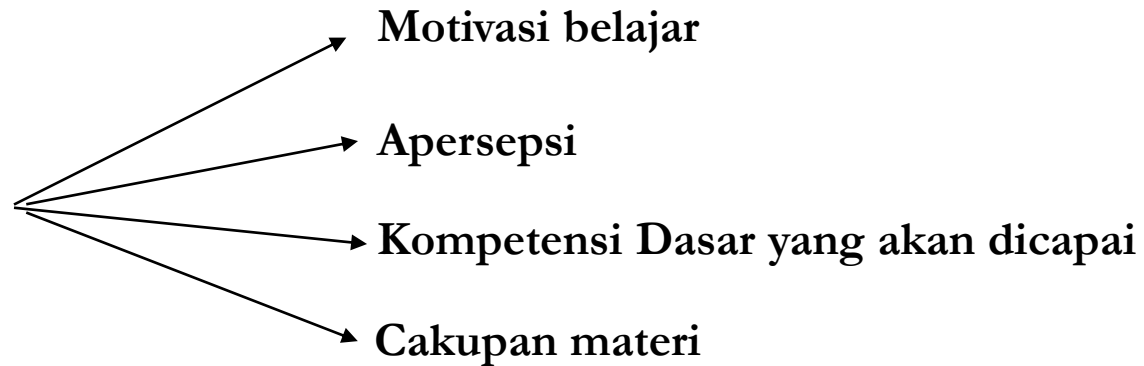 Motivasi belajar
Apersepsi
Kompetensi Dasar yang akan dicapai
Cakupan materi